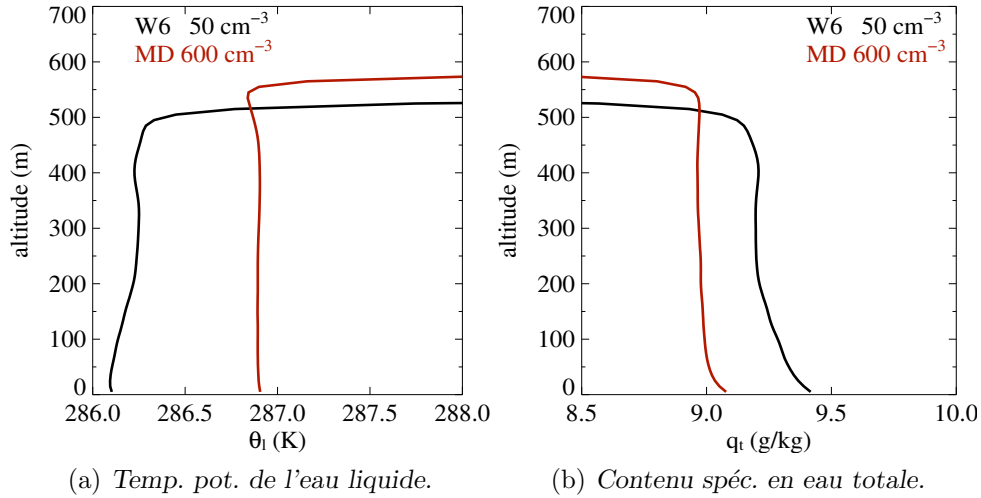 W6 50 cm⁻³
MD 600 cm⁻³
700
600
500
400
300
200
100
0
altitude (m)
286.0 286.5 287.0 287.5 288.0
θₗ (K)
(a) Temp. pot. de l'eau liquide.
W6 50 cm⁻³
MD 600 cm⁻³
700
600
500
400
300
200
100
0
altitude (m)
8.5 9.0 9.5 10.0
qₜ (g/kg)
(b) Contenu spéc. en eau totale.